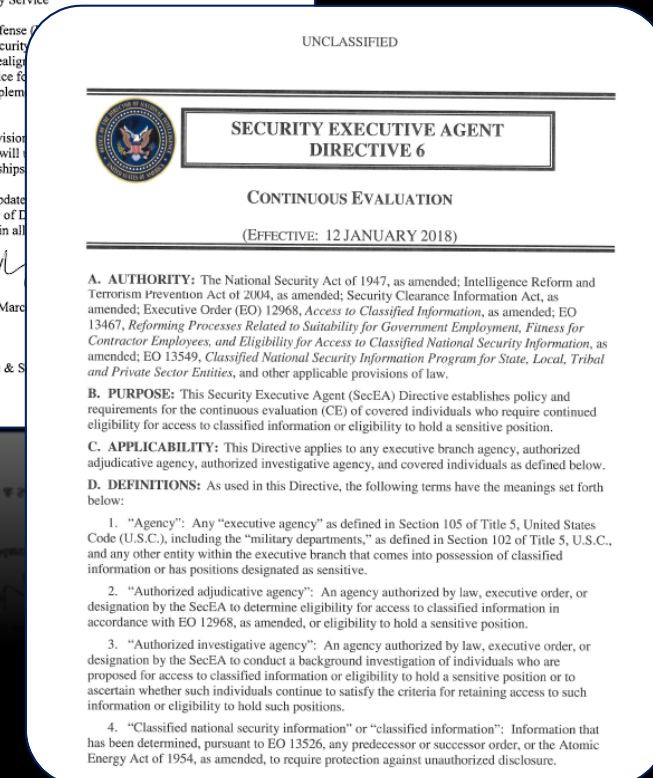 y Service
fense (
curity
ealig
ice fo
plem
vision
will
ships
pdate
of D
in all
Marc
& S
UNCLASSIFIED
SECURITY EXECUTIVE AGENT
DIRECTIVE 6
CONTINUOUS EVALUATION
(EFFECTIVE: 12 JANUARY 2018)
A. AUTHORITY: The National Security Act of 1947, as amended; Intelligence Reform and
Terrorism Prevention Act of 2004, as amended; Security Clearance Information Act, as
amended; Executive Order (EO) 12968, Access to Classified Information, as amended; EO
13467, Reforming Processes Related to Suitability for Government Employment, Fitness for
Contractor Employees, and Eligibility for Access to Classified National Security Information, as
amended; EO 13549, Classified National Security Information Program for State, Local, Tribal
and Private Sector Entities, and other applicable provisions of law.
B. PURPOSE: This Security Executive Agent (SecEA) Directive establishes policy and
requirements for the continuous evaluation (CE) of covered individuals who require continued
eligibility for access to classified information or eligibility to hold a sensitive position.
C. APPLICABILITY: This Directive applies to any executive branch agency, authorized
adjudicative agency, authorized investigative agency, and covered individuals as defined below.
D. DEFINITIONS: As used in this Directive, the following terms have the meanings set forth
below:
1. “Agency”: Any “executive agency” as defined in Section 105 of Title 5, United States
Code (U.S.C.), including the “military departments,” as defined in Section 102 of Title 5, U.S.C.,
and any other entity within the executive branch that comes into possession of classified
information or has positions designated as sensitive.
2. “Authorized adjudicative agency”: An agency authorized by law, executive order, or
designation by the SecEA to determine eligibility for access to classified information in
accordance with EO 12968, as amended, or eligibility to hold a sensitive position.
3. “Authorized investigative agency”: An agency authorized by law, executive order, or
designation by the SecEA to conduct a background investigation of individuals who are
proposed for access to classified information or eligibility to hold a sensitive position or to
ascertain whether such individuals continue to satisfy the criteria for retaining access to such
information or eligibility to hold such positions.
4. “Classified national security information” or “classified information”: Information that
has been determined, pursuant to EO 13526, any predecessor or successor order, or the Atomic
Energy Act of 1954, as amended, to require protection against unauthorized disclosure.